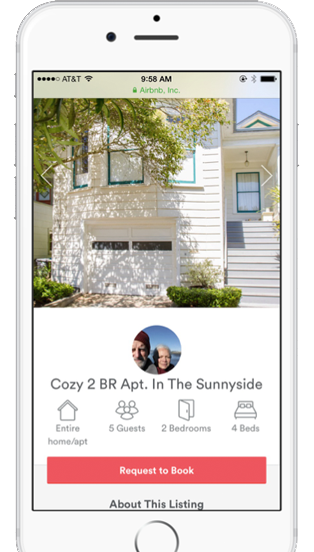 AT&T 9:58 AM
Airbnb, Inc.
Cozy 2 BR Apt. In The Sunnyside
Entire home/apt
5 Guests
2 Bedrooms
4 Beds
Request to Book
About This Listing